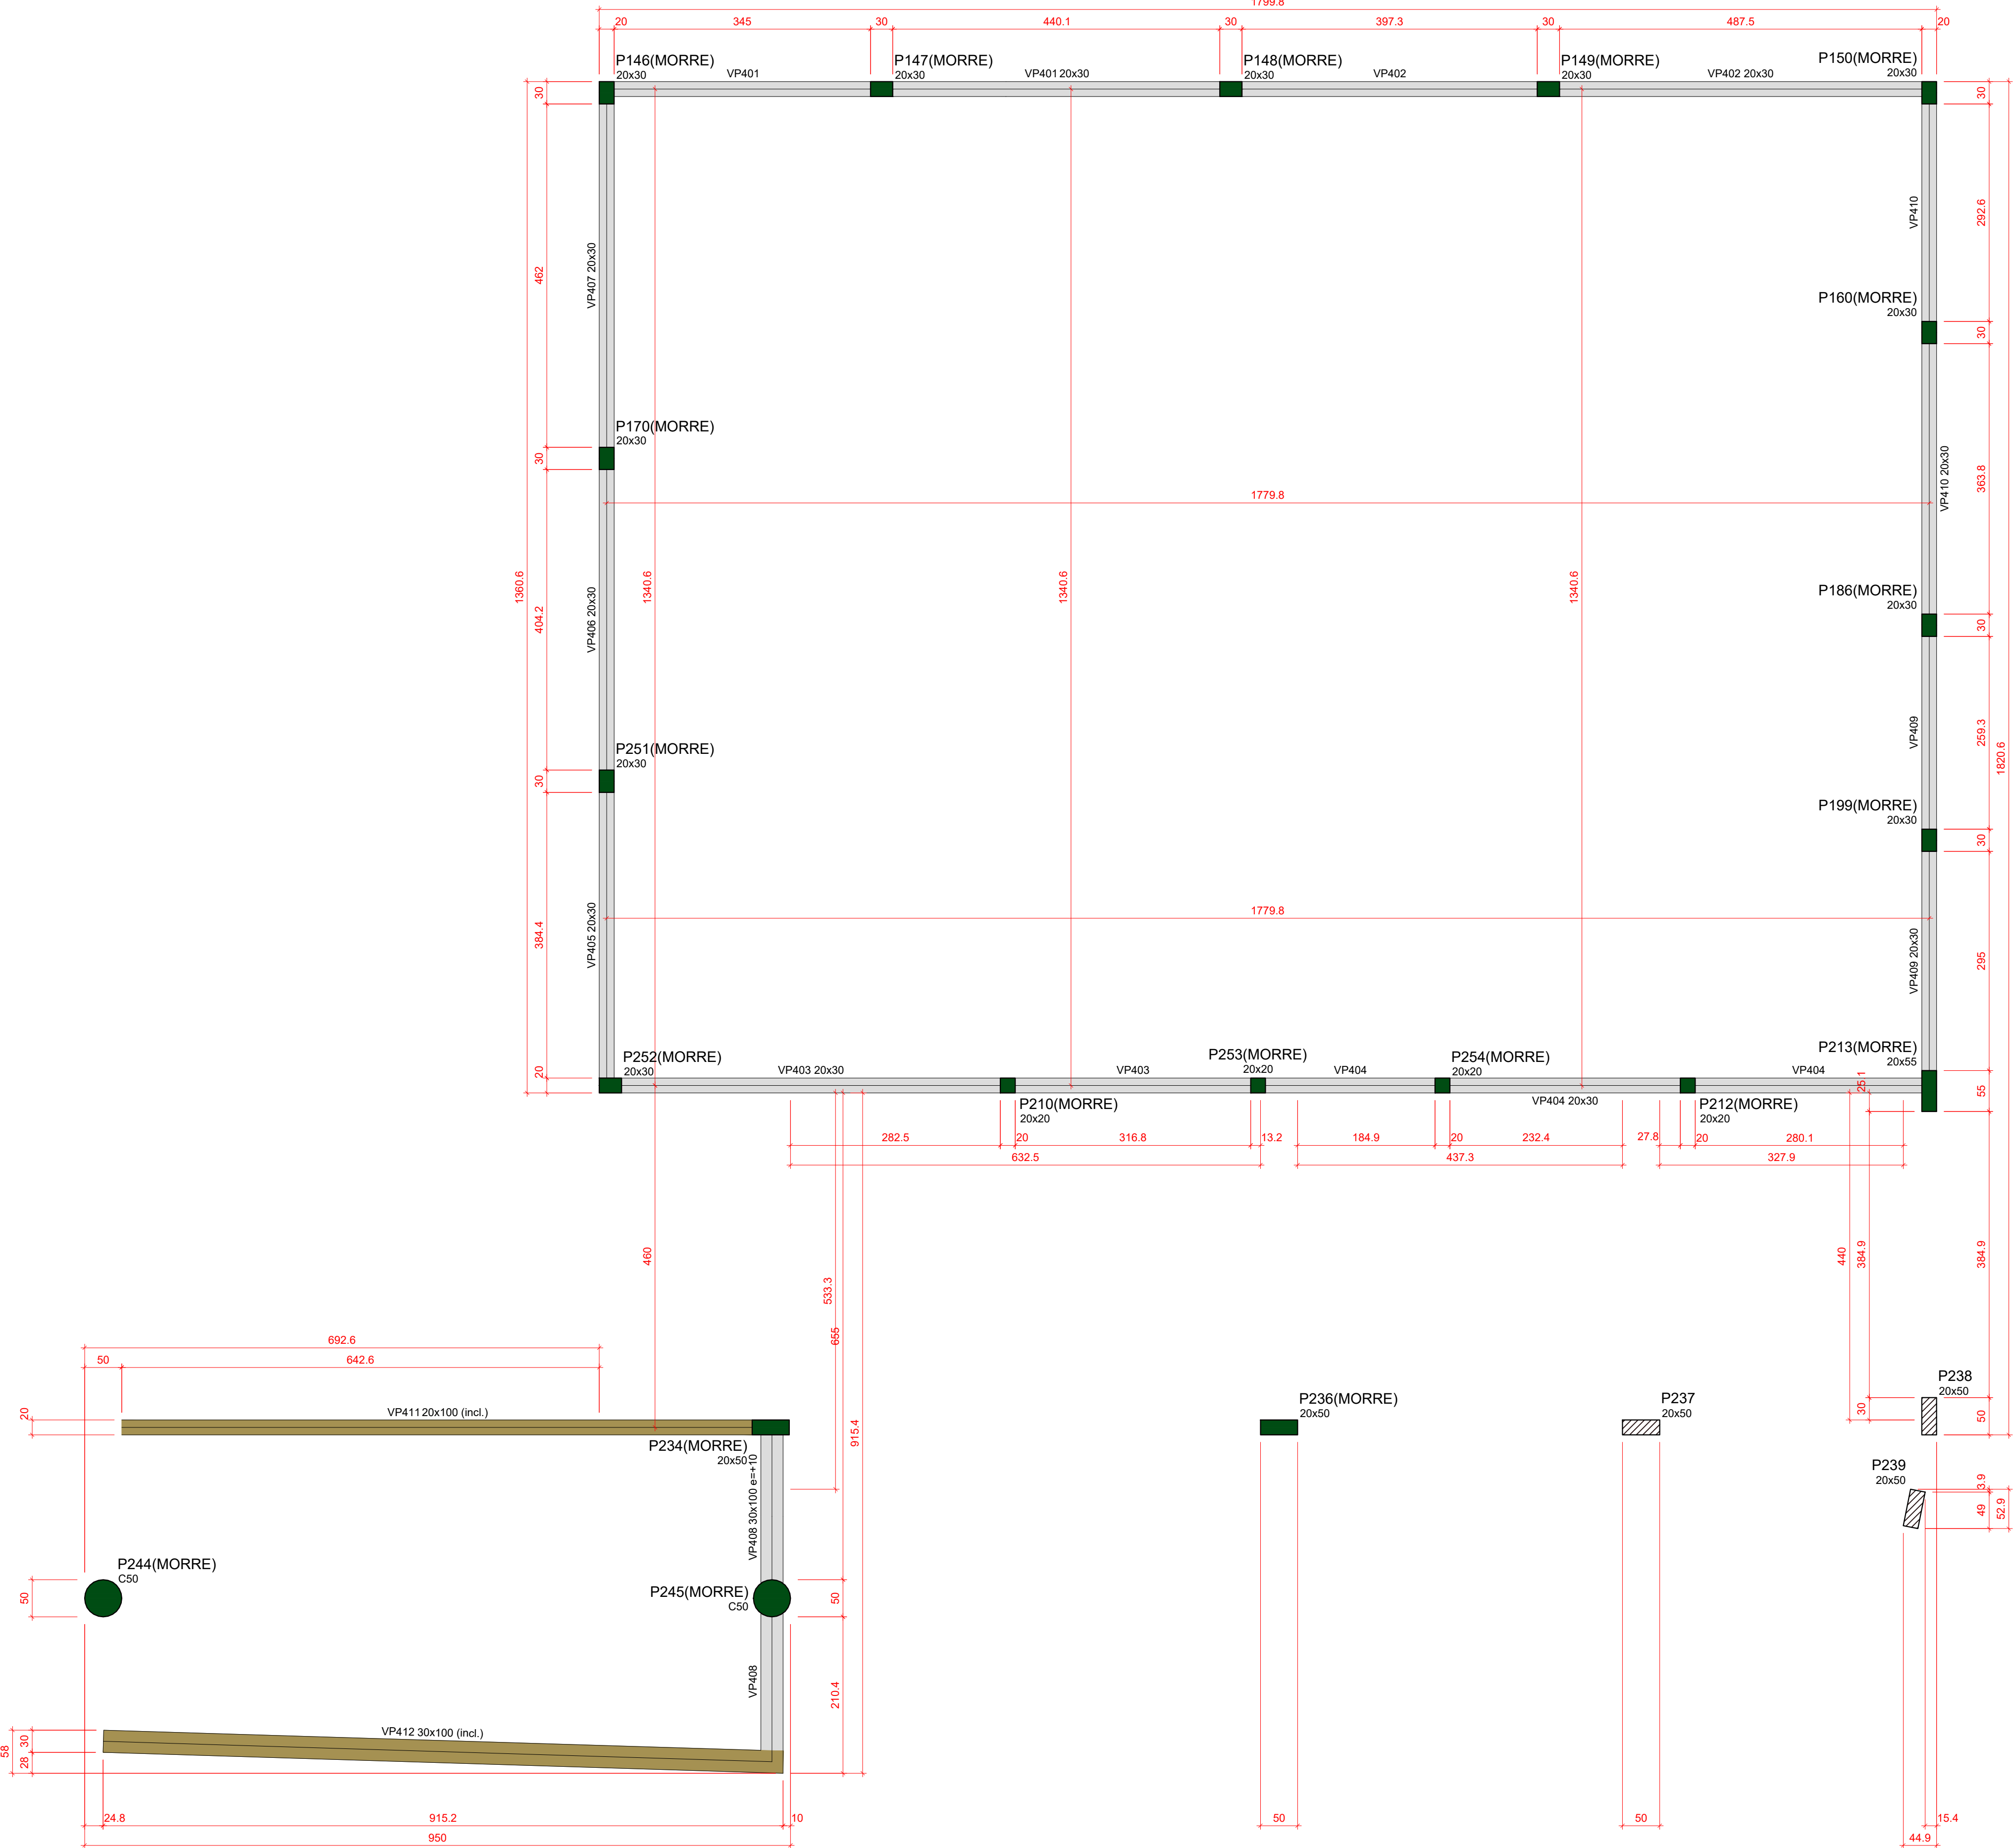 1799.8
20 345 30 440.1 30 397.3 30 487.5 20
P146(MORRE)
20x30
VP401
P147(MORRE)
20x30
VP401 20x30
P148(MORRE)
20x30
VP402
P149(MORRE)
20x30
VP402 20x30
P150(MORRE)
20x30
30
30
292.6
VP410
VP407 20x30
462
P160(MORRE)
20x30
30
P170(MORRE)
20x30
30
363.8
VP410 20x30
1779.8
1360.6
404.2
VP406 20x30
1340.6
1340.6
1340.6
P186(MORRE)
20x30
30
P251(MORRE)
20x30
30
VP409
259.3
1820.6
P199(MORRE)
20x30
30
1779.8
384.4
VP405 20x30
VP409 20x30
295
20
P252(MORRE)
20x30
VP403 20x30
VP403
P253(MORRE)
20x20
VP404
P254(MORRE)
20x20
VP404
P213(MORRE)
20x55
25.1
55
P210(MORRE)
20x20
VP404 20x30
P212(MORRE)
20x20
282.5 20 316.8 13.2 184.9 20 232.4 27.8 20 280.1
632.5 437.3 327.9
460
533.3
655
440
384.9
384.9
692.6
50 642.6
20
VP411 20x100 (incl.)
P234(MORRE)
20x50
VP408 30x100 e=+10
915.4
P236(MORRE)
20x50
P237
20x50
30
P238
20x50
50
P239
20x50
3.9
49
52.9
P244(MORRE)
C50
50
P245(MORRE)
C50
50
VP408
210.4
VP412 30x100 (incl.)
58
30
28
24.8 915.2 10
950
50
50
15.4
44.9